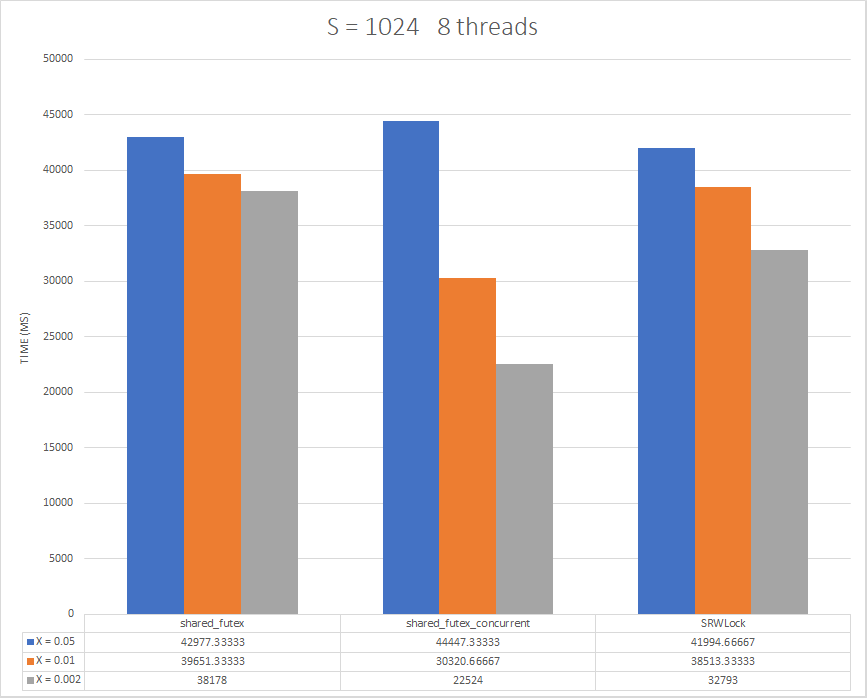 S = 1024 8 threads
50000
45000
40000
35000
30000
25000
20000
15000
10000
5000
0
TIME (MS)
shared_futex shared_futex_concurrent SRWLock
X = 0.05 42977.33333 44447.33333 41994.66667
X = 0.01 39651.33333 30320.66667 38513.33333
X = 0.002 38178 22524 32793